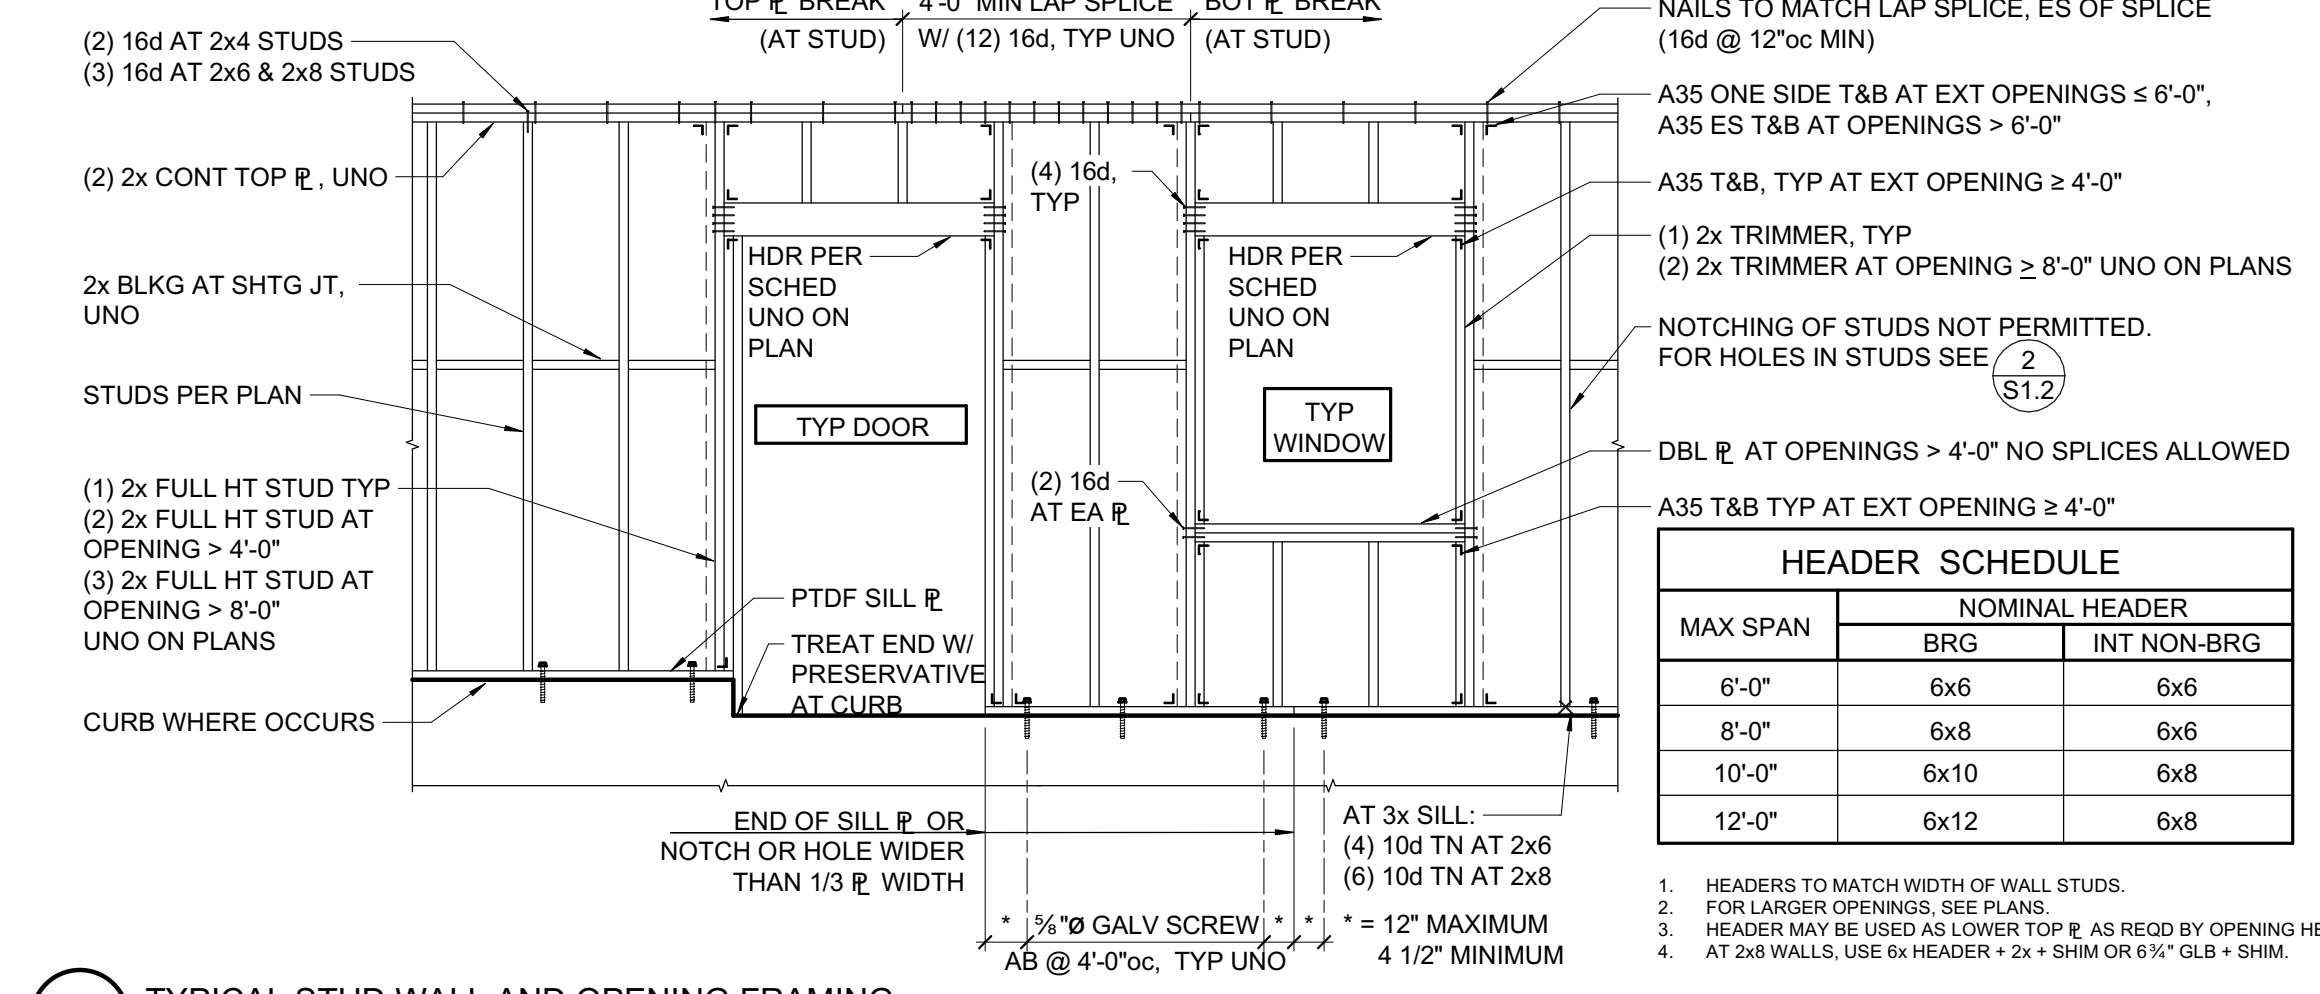 TOP ⅊ BREAK
4'-0" MIN LAP SPLICE
BOT ⅊ BREAK
(AT STUD)
W/ (12) 16d, TYP UNO
(AT STUD)
NAILS TO MATCH LAP SPLICE, ES OF SPLICE
(16d @ 12"oc MIN)
(2) 16d AT 2x4 STUDS
(3) 16d AT 2x6 & 2x8 STUDS
A35 ONE SIDE T&B AT EXT OPENINGS ≤ 6'-0",
A35 ES T&B AT OPENINGS > 6'-0"
(2) 2x CONT TOP ⅊ , UNO
(4) 16d,
TYP
A35 T&B, TYP AT EXT OPENING ≥ 4'-0"
(1) 2x TRIMMER, TYP
(2) 2x TRIMMER AT OPENING ≥ 8'-0" UNO ON PLANS
2x BLKG AT SHTG JT,
UNO
HDR PER
SCHED
UNO ON
PLAN
HDR PER
SCHED
UNO ON
PLAN
NOTCHING OF STUDS NOT PERMITTED.
FOR HOLES IN STUDS SEE
2
S1.2
STUDS PER PLAN
TYP DOOR
TYP
WINDOW
DBL ⅊ AT OPENINGS > 4'-0" NO SPLICES ALLOWED
(1) 2x FULL HT STUD TYP
(2) 2x FULL HT STUD AT
OPENING > 4'-0"
(3) 2x FULL HT STUD AT
OPENING > 8'-0"
UNO ON PLANS
(2) 16d
AT EA ⅊
A35 T&B TYP AT EXT OPENING ≥ 4'-0"
PTDF SILL ⅊
TREAT END W/
PRESERVATIVE
AT CURB
CURB WHERE OCCURS
HEADER SCHEDULE
MAX SPAN
NOMINAL HEADER
BRG INT NON-BRG
6'-0" 6x6 6x6
8'-0" 6x8 6x6
10'-0" 6x10 6x8
12'-0" 6x12 6x8
END OF SILL ⅊ OR
NOTCH OR HOLE WIDER
THAN 1/3 ⅊ WIDTH
AT 3x SILL:
(4) 10d TN AT 2x6
(6) 10d TN AT 2x8
* ⅝"Ø GALV SCREW * *
AB @ 4'-0"oc, TYP UNO
* = 12" MAXIMUM
4 1/2" MINIMUM
1. HEADERS TO MATCH WIDTH OF WALL STUDS.
2. FOR LARGER OPENINGS, SEE PLANS.
3. HEADER MAY BE USED AS LOWER TOP ⅊ AS REQD BY OPENING HE
4. AT 2x8 WALLS, USE 6x HEADER + 2x + SHIM OR 6¾" GLB + SHIM.
TYPICAL STUD WALL AND OPENING FRAMING